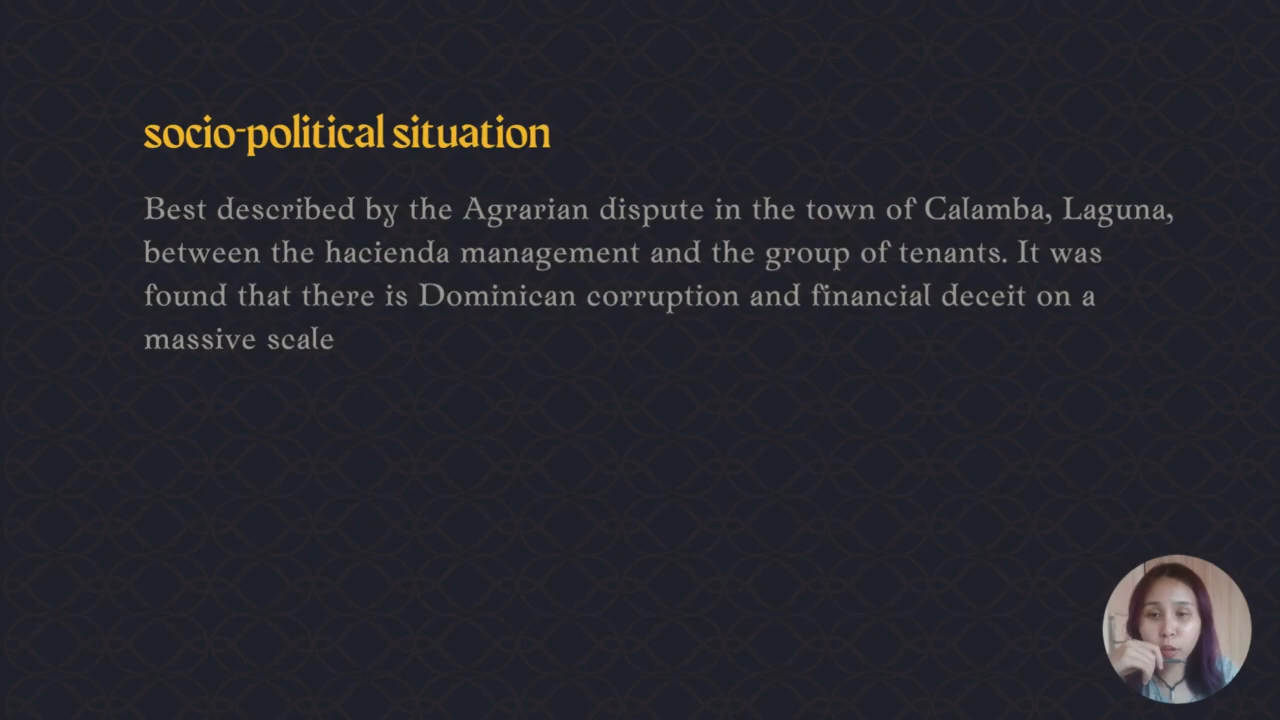 socio-political situation
Best described by the Agrarian dispute in the town of Calamba, Laguna,
between the hacienda management and the group of tenants. It was
found that there is Dominican corruption and financial deceit on a
massive scale